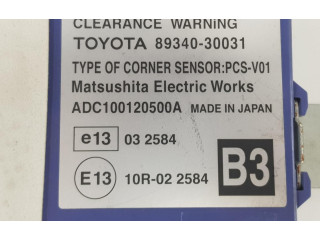 CLEARANCE WARNING
TOYOTA 89340-30031
TYPE OF CORNER SENSOR:PCS-V01
Matsushita Electric Works
ADC100120500A MADE IN JAPAN
e13 03 2584
E13 10R-02 2584 B3